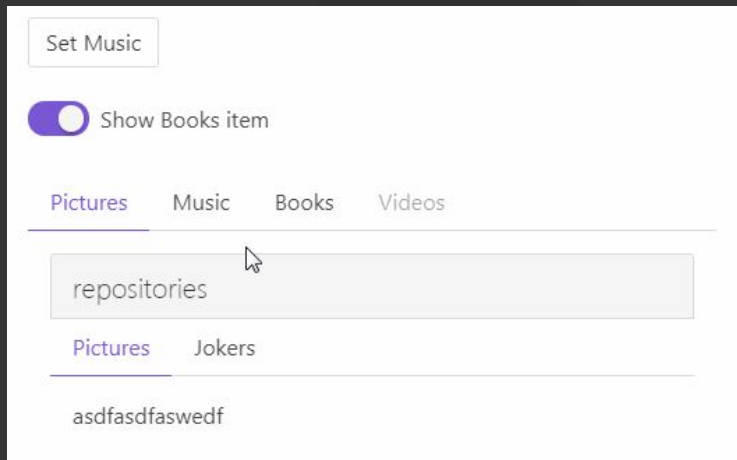 Set Music
Show Books item
Pictures Music Books Videos
repositories
Pictures Jokers
asdfasdfaswedf